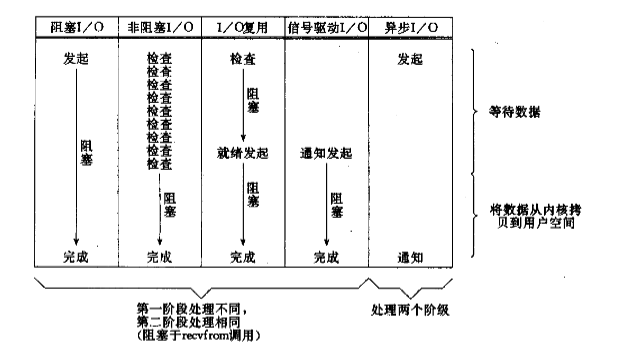 阻塞I/O 非阻塞I/O I/O复用 信号驱动I/O 异步I/O
发起 检查 检查 发起
检查
检查
检查
检查
检查
检查
检查
检查
阻塞
等待数据
阻塞
就绪发起 通知发起
阻塞 阻塞 阻塞
将数据从内核拷
贝到用户空间
完成 完成 完成 完成 通知
第一阶段处理不同，
第二阶段处理相同
（阻塞于recvfrom调用）
处理两个阶级